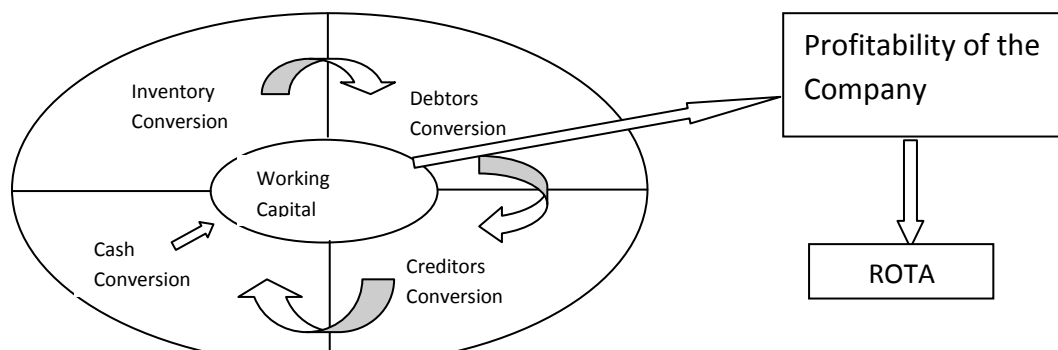 Inventory
Conversion
Debtors
Conversion
Working
Capital
Cash
Conversion
Creditors
Conversion
Profitability of the
Company
ROTA